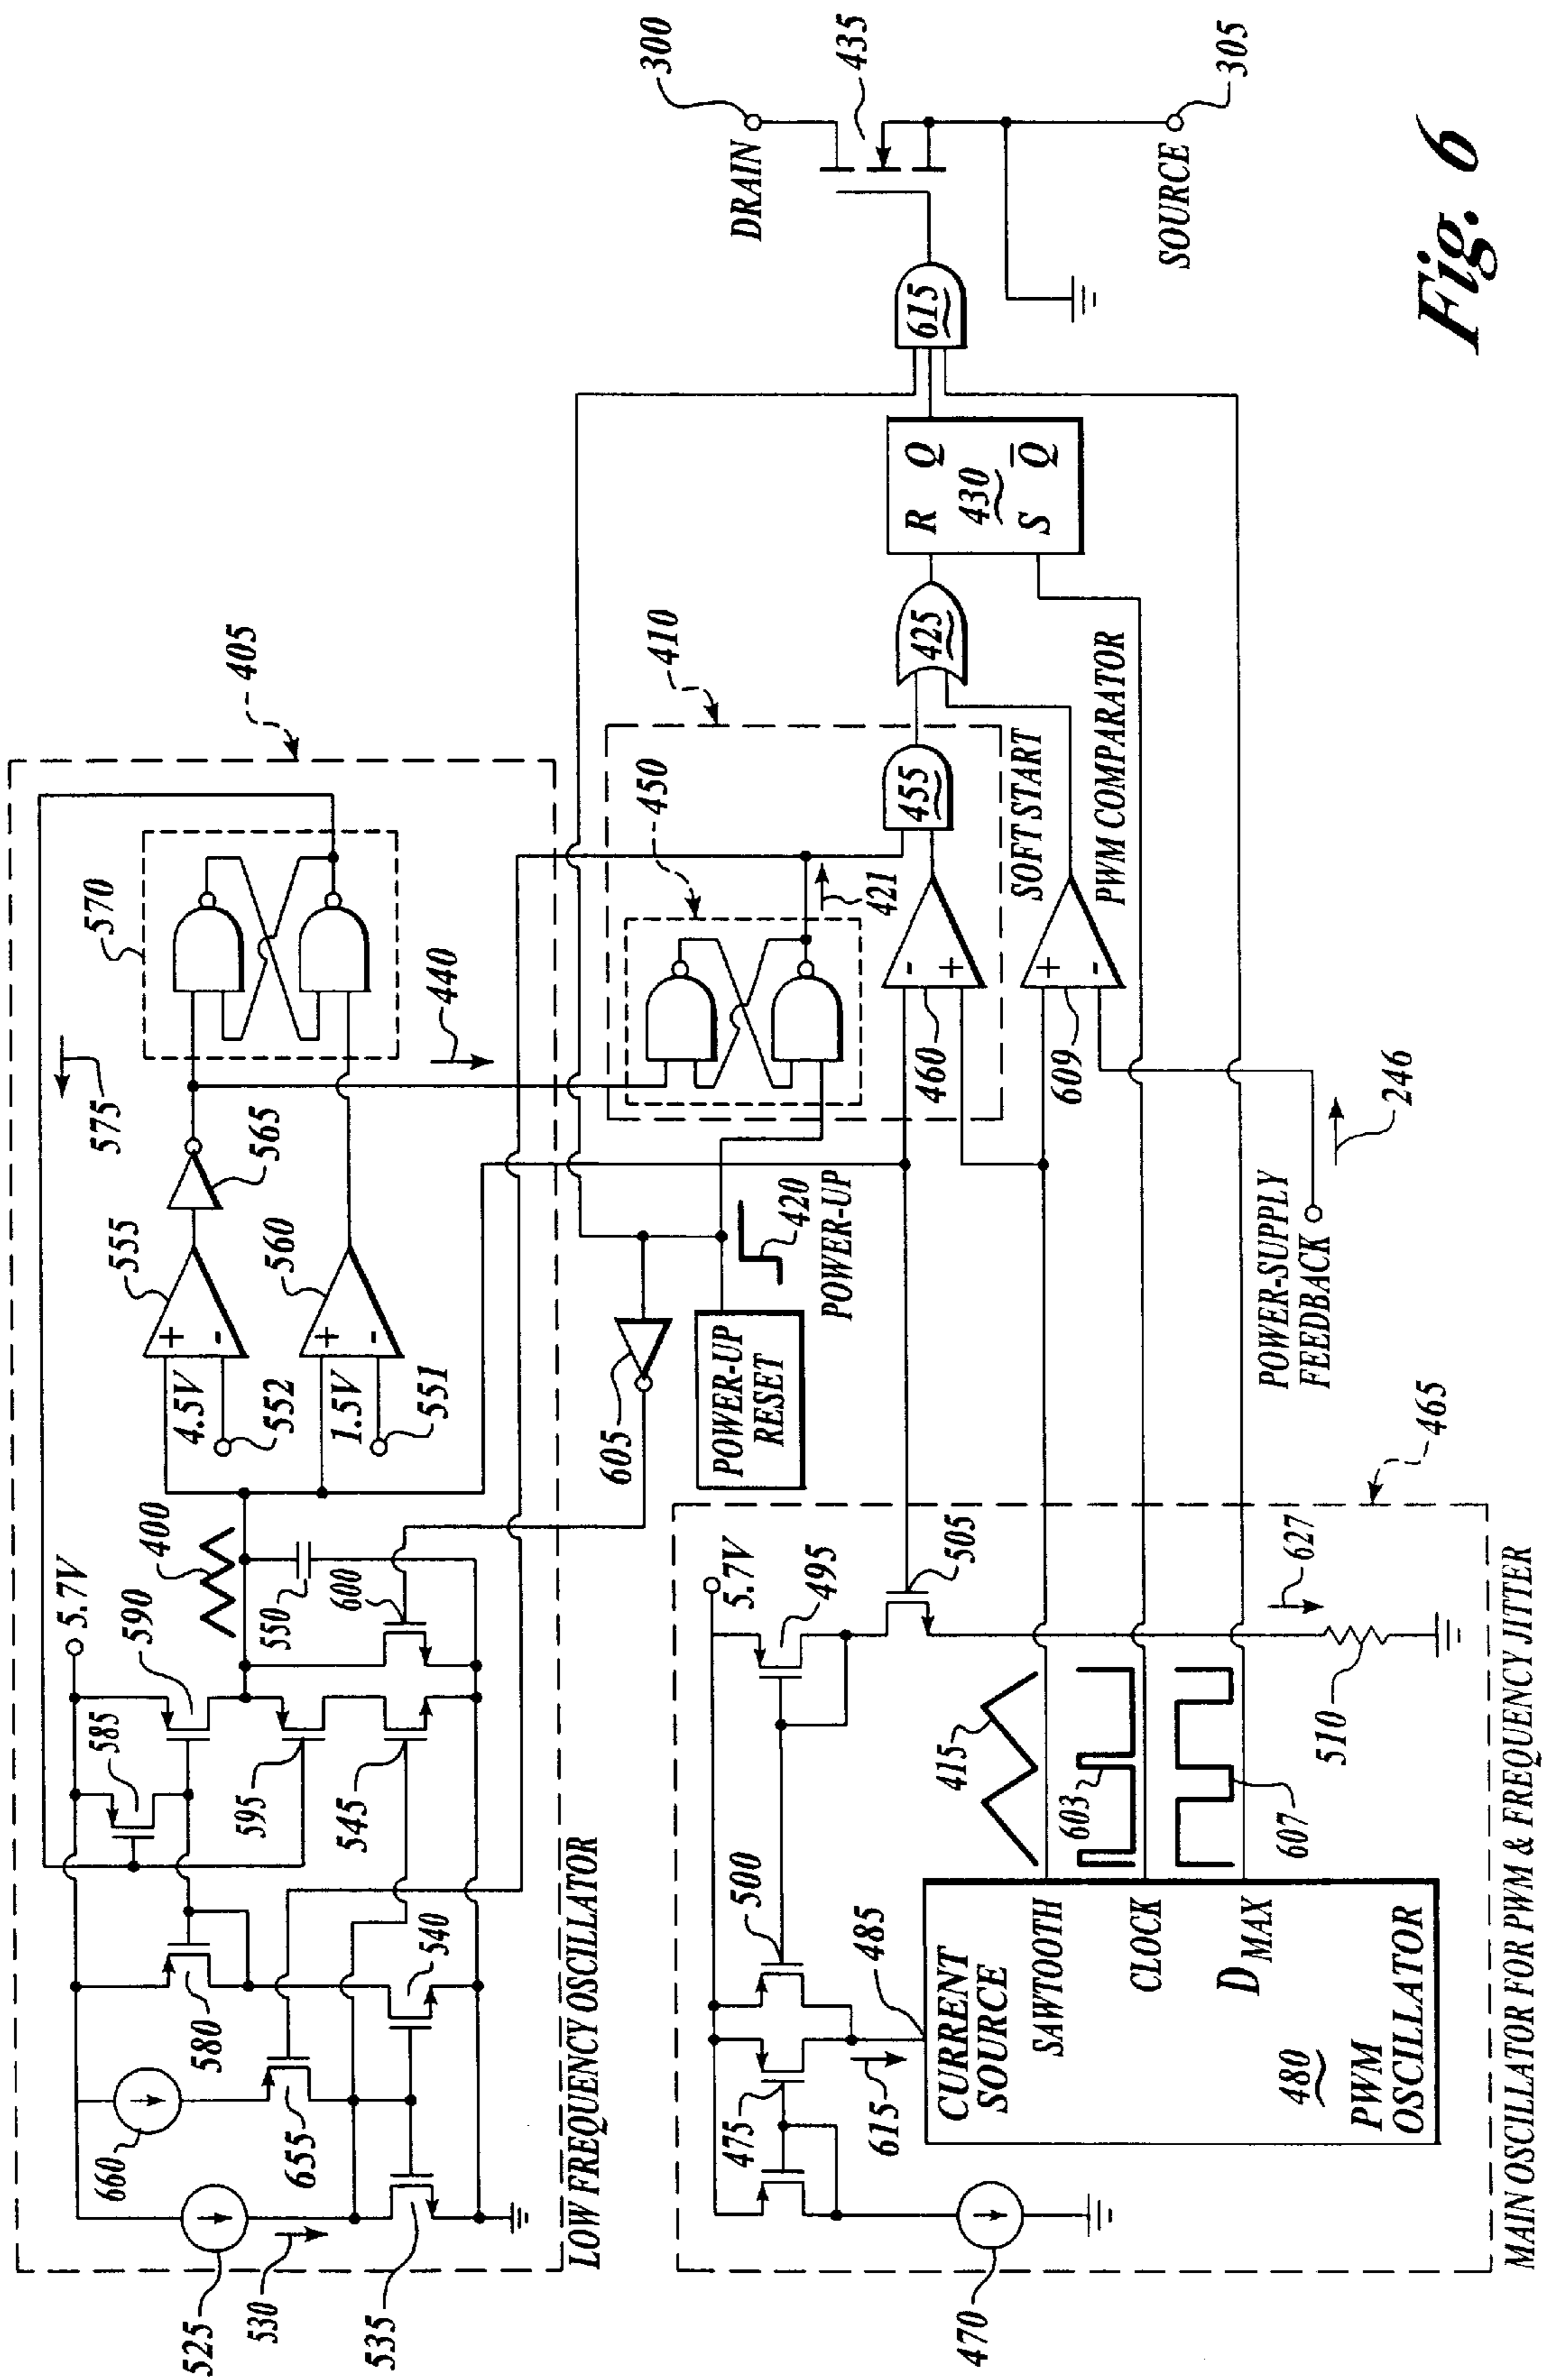 405
575
570
5.7V
590
585
400
4.5V
552
555
+
-
565
595
550
560
+
-
1.5V
551
440
545
600
580
540
660
655
525
530
535
LOW FREQUENCY OSCILLATOR
605
POWER-UP
RESET
420
POWER-UP
450
410
421
455
-
+
460
SOFT START
+
-
609
PWM COMPARATOR
425
R Q
430
S Q̅
615
DRAIN
300
435
SOURCE
305
POWER-SUPPLY
FEEDBACK
246
465
5.7V
495
505
500
475
485
615
470
627
510
415
603
607
CURRENT
SOURCE
SAWTOOTH
CLOCK
DMAX
480
PWM
OSCILLATOR
MAIN OSCILLATOR FOR PWM & FREQUENCY JITTER
Fig. 6